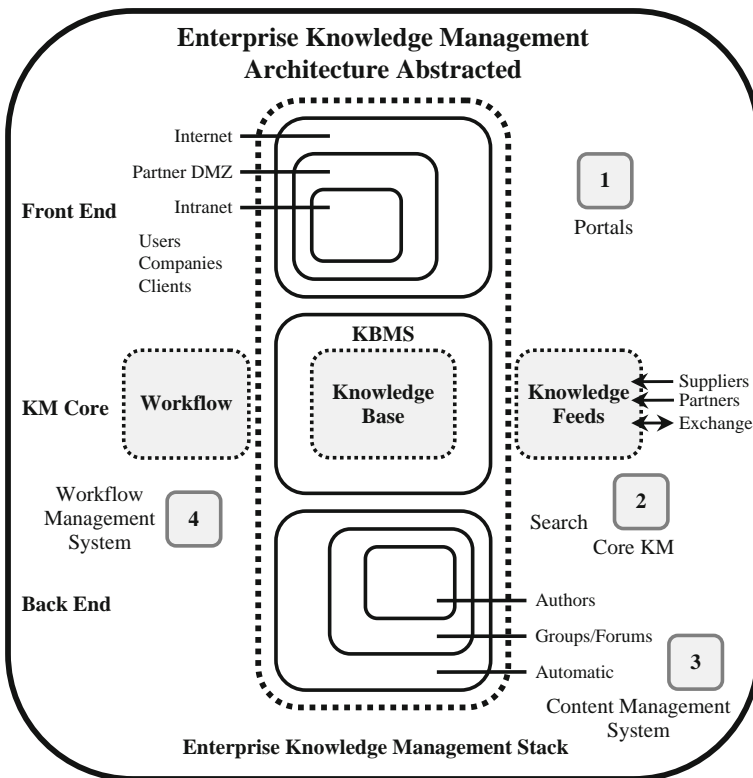 Enterprise Knowledge Management
Architecture Abstracted
Internet
Partner DMZ
Intranet
Front End
Users
Companies
Clients
1
Portals
KBMS
KM Core
Workflow
Knowledge
Base
Knowledge
Feeds
Suppliers
Partners
Exchange
Workflow
Management
System
4
Search
2
Core KM
Back End
Authors
Groups/Forums
Automatic
3
Content Management
System
Enterprise Knowledge Management Stack